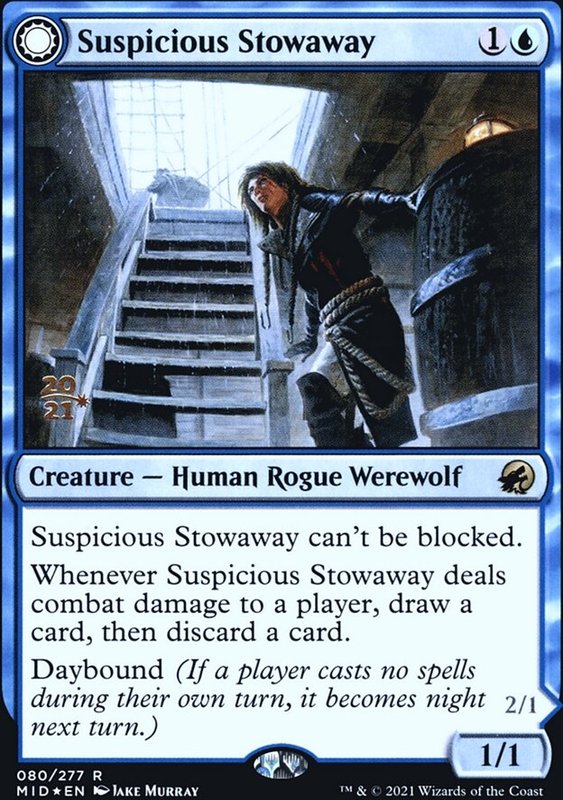 Suspicious Stowaway 1
20
21
Creature — Human Rogue Werewolf
Suspicious Stowaway can't be blocked.
Whenever Suspicious Stowaway deals
combat damage to a player, draw a
card, then discard a card.
Daybound (If a player casts no spells
during their own turn, it becomes night
next turn.)
2/1
1/1
080/277 R
MID★EN Jake Murray
™ & © 2021 Wizards of the Coast